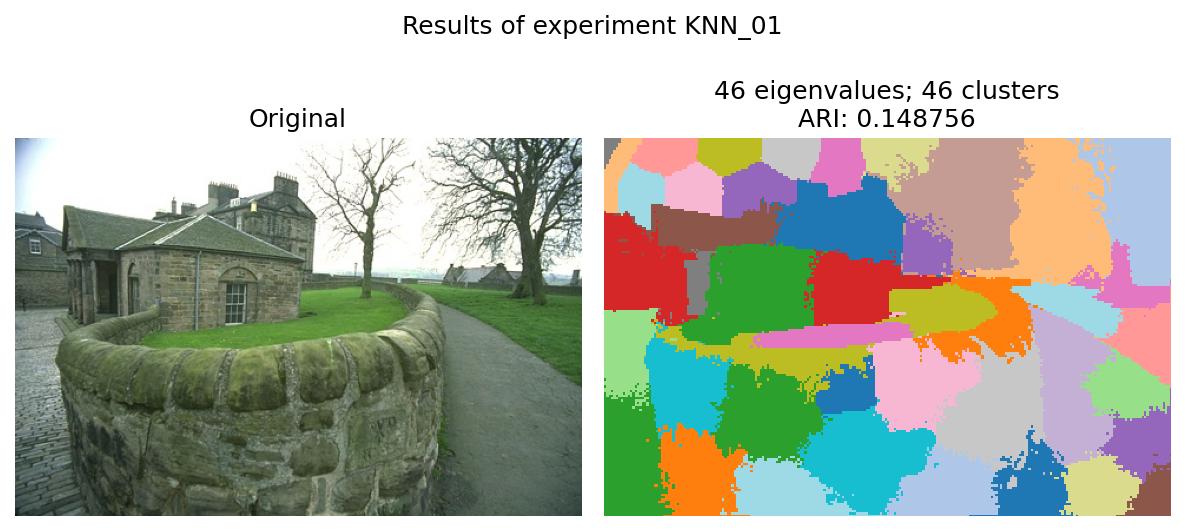 Results of experiment KNN_01
Original
46 eigenvalues; 46 clusters
ARI: 0.148756